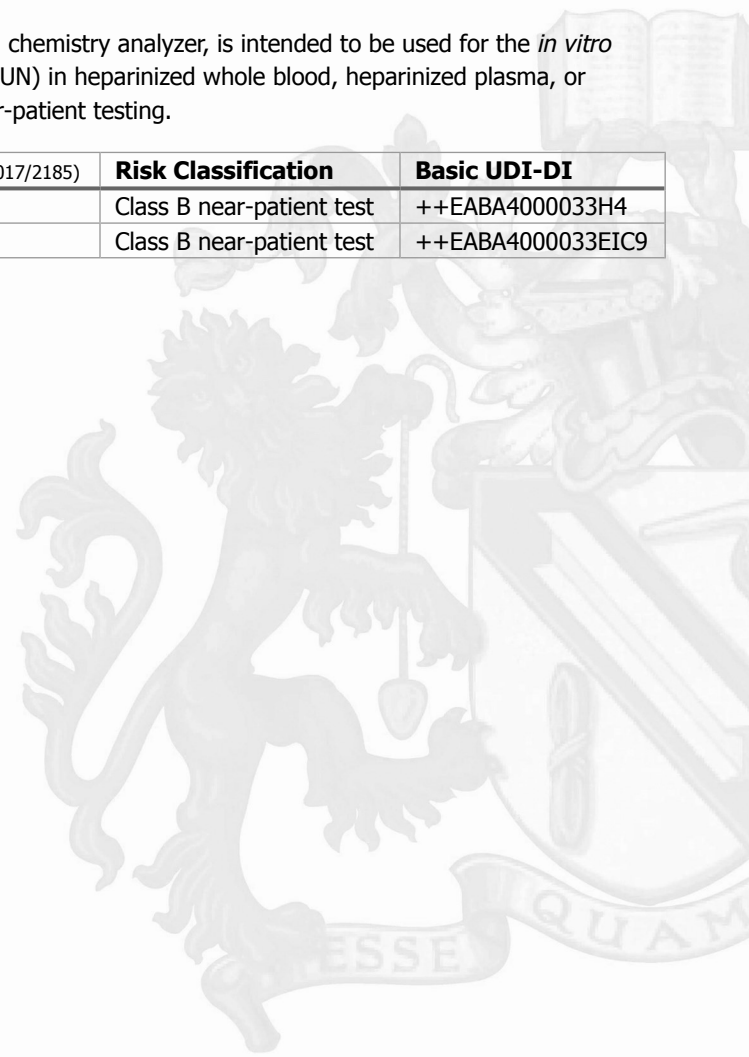 chemistry analyzer, is intended to be used for the in vitro
UN) in heparinized whole blood, heparinized plasma, or
r-patient testing.
017/2185) Risk Classification Basic UDI-DI
Class B near-patient test ++EABA4000033H4
Class B near-patient test ++EABA4000033EIC9
ESSE
QUAM